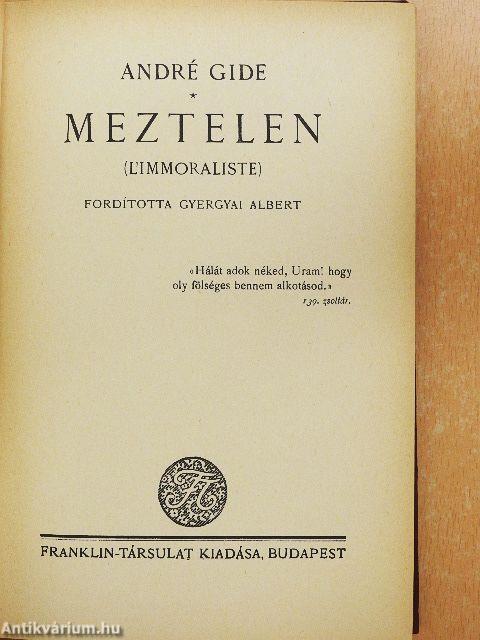 ANDRÉ GIDE
*
MEZTELEN
(L'IMMORALISTE)
FORDÍTOTTA GYERGYAI ALBERT
«Hálát adok néked, Uram! hogy
oly fölséges bennem alkotásod.»
139. zsoltár.
FRANKLIN-TÁRSULAT KIADÁSA, BUDAPEST
Antikvárium.hu